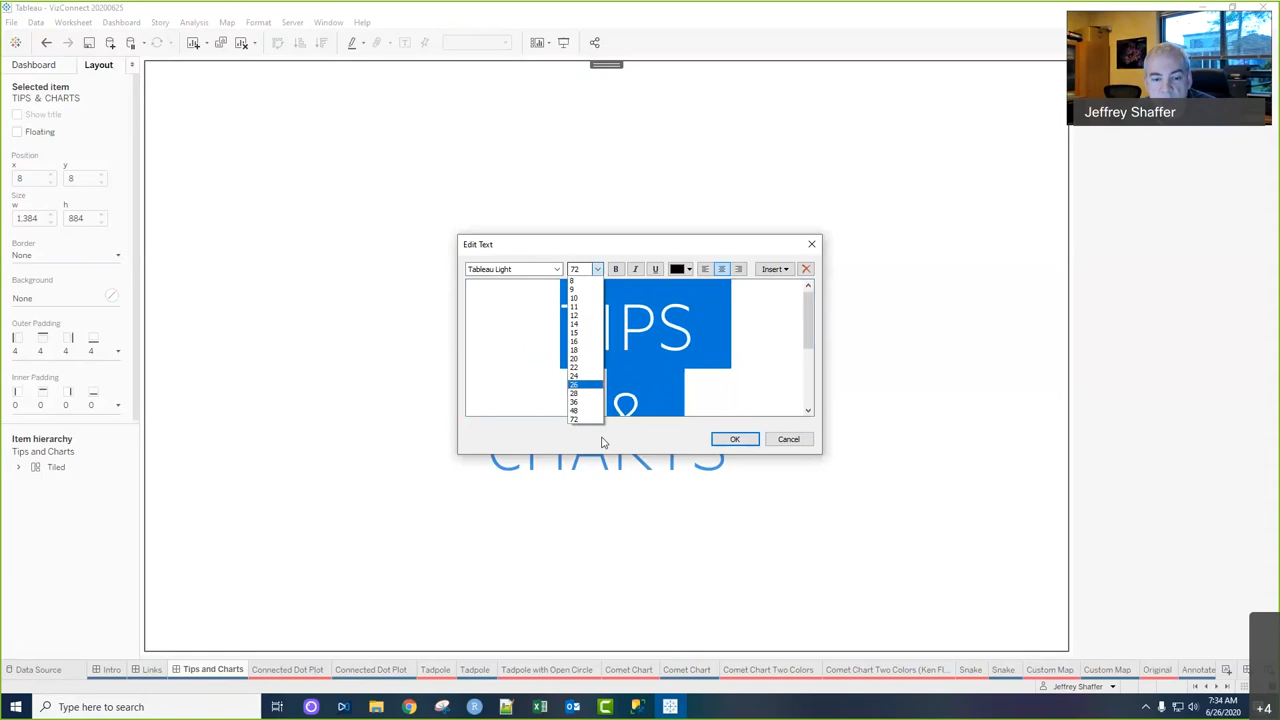 Tableau - VizConnect 20200625
File Data Worksheet Dashboard Story Analysis Map Format Server Window Help
Jeffrey Shaffer
Dashboard Layout
Selected item
TIPS & CHARTS
Show title
Floating
Position
x y
8 8
Size
w h
1,384 884
Border
None
Background
None
Outer Padding
4 4 4 4
Inner Padding
0 0 0 0
Item hierarchy
Tips and Charts
Tiled
Edit Text
Tableau Light 72 B I U Insert
8
9
10
11
12
14
15
16
18
20
22
24
26
28
36
48
72
TIPS
&
OK Cancel
CHARTS
Data Source Intro Links Tips and Charts Connected Dot Plot Connected Dot Plot Tadpole Tadpole Tadpole with Open Circle Comet Chart Comet Chart Comet Chart Two Colors Comet Chart Two Colors (Ken Fl... Snake Snake Custom Map Custom Map Original Annotate
Jeffrey Shaffer
Type here to search
7:34 AM
6/26/2020
+4